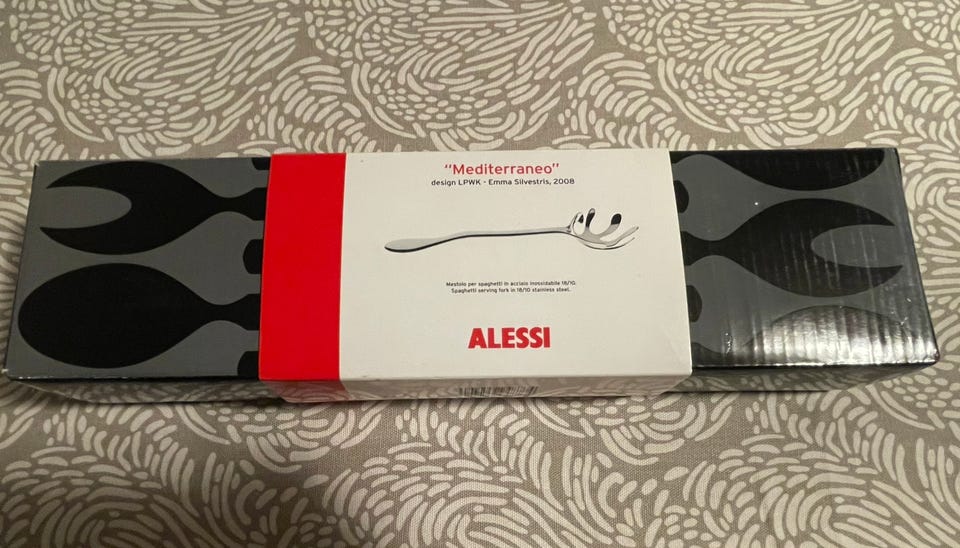 "Mediterraneo"
design LPWK - Emma Silvestris, 2008
Mestolo per spaghetti in acciaio inossidabile 18/10.
Spaghetti serving fork in 18/10 stainless steel.
ALESSI